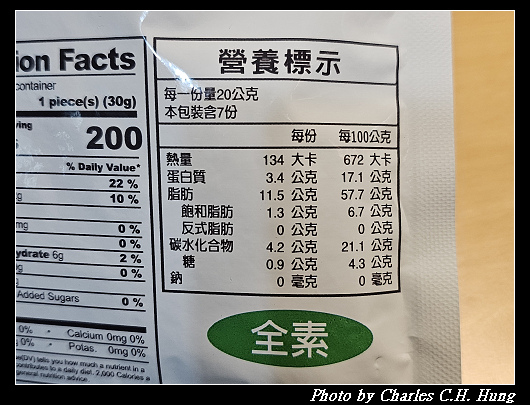 ion Facts
container
1 piece(s) (30g)
200
% Daily Value*
22 %
10 %
0 %
0 %
ydrate 6g 2 %
0 %
Added Sugars 0 %
0% • Calcium 0mg 0%
0% • Potas. 0mg 0%
營養標示
每一份量20公克
本包裝含7份
每份 每100公克
熱量 134 大卡 672 大卡
蛋白質 3.4 公克 17.1 公克
脂肪 11.5 公克 57.7 公克
飽和脂肪 1.3 公克 6.7 公克
反式脂肪 0 公克 0 公克
碳水化合物 4.2 公克 21.1 公克
糖 0.9 公克 4.3 公克
鈉 0 毫克 0 毫克
全素
Photo by Charles C.H. Hung